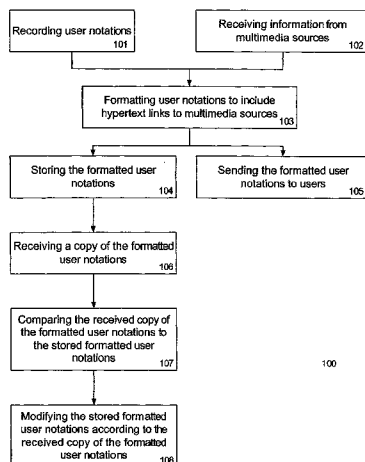 Recording user notations
101
Receiving information from
multimedia sources
102
Formatting user notations to include
hypertext links to multimedia sources
103
Storing the formatted user
notations
104
Sending the formatted user
notations to users
105
Receiving a copy of the formatted
user notations
106
Comparing the received copy of
the formatted user notations to
the stored formatted user
notations
107
100
Modifying the stored formatted
user notations according to the
received copy of the formatted
user notations
108